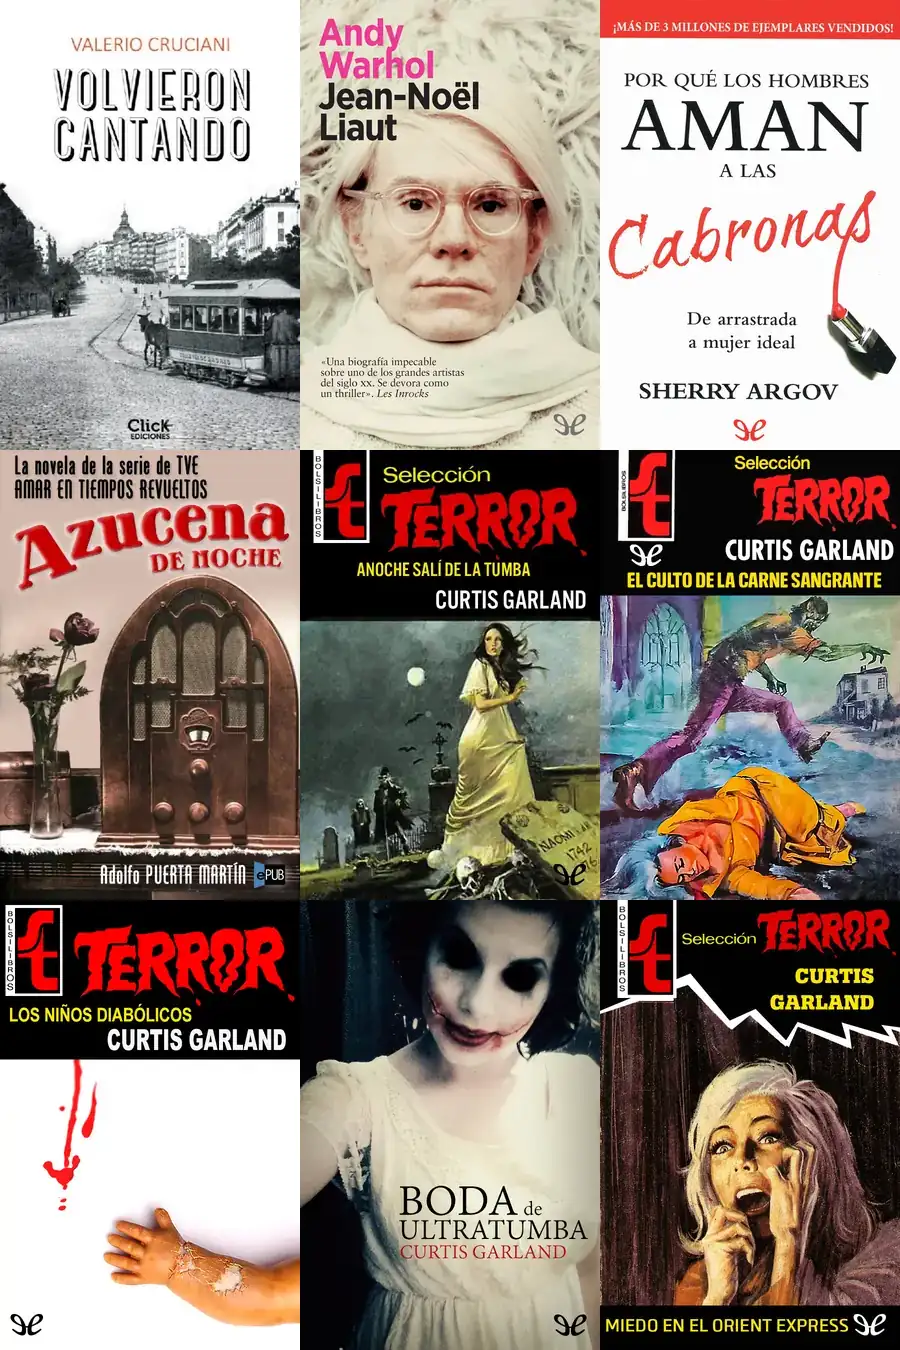 VALERIO CRUCIANI
VOLVIERON
CANTANDO
Click
EDICIONES
Andy
Warhol
Jean-Noël
Liaut
«Una biografía impecable
sobre uno de los grandes artistas
del siglo XX. Se devora como
un thriller». Les Inrocks
¡MÁS DE 3 MILLONES DE EJEMPLARES VENDIDOS!
POR QUÉ LOS HOMBRES
AMAN
A LAS
Cabronas
De arrastrada
a mujer ideal
SHERRY ARGOV
La novela de la serie de TVE
AMAR EN TIEMPOS REVUELTOS
Azucena
DE NOCHE
Adolfo PUERTA MARTÍN
ePUB
BOLSILIBROS
Selección
TERROR
ANOCHE SALÍ DE LA TUMBA
CURTIS GARLAND
NAOMI
1742
BOLSILIBROS
Selección
TERROR
CURTIS GARLAND
EL CULTO DE LA CARNE SANGRANTE
BOLSILIBROS
TERROR
LOS NIÑOS DIABÓLICOS
CURTIS GARLAND
BODA de
ULTRATUMBA
CURTIS GARLAND
BOLSILIBROS
Selección TERROR
CURTIS
GARLAND
MIEDO EN EL ORIENT EXPRESS